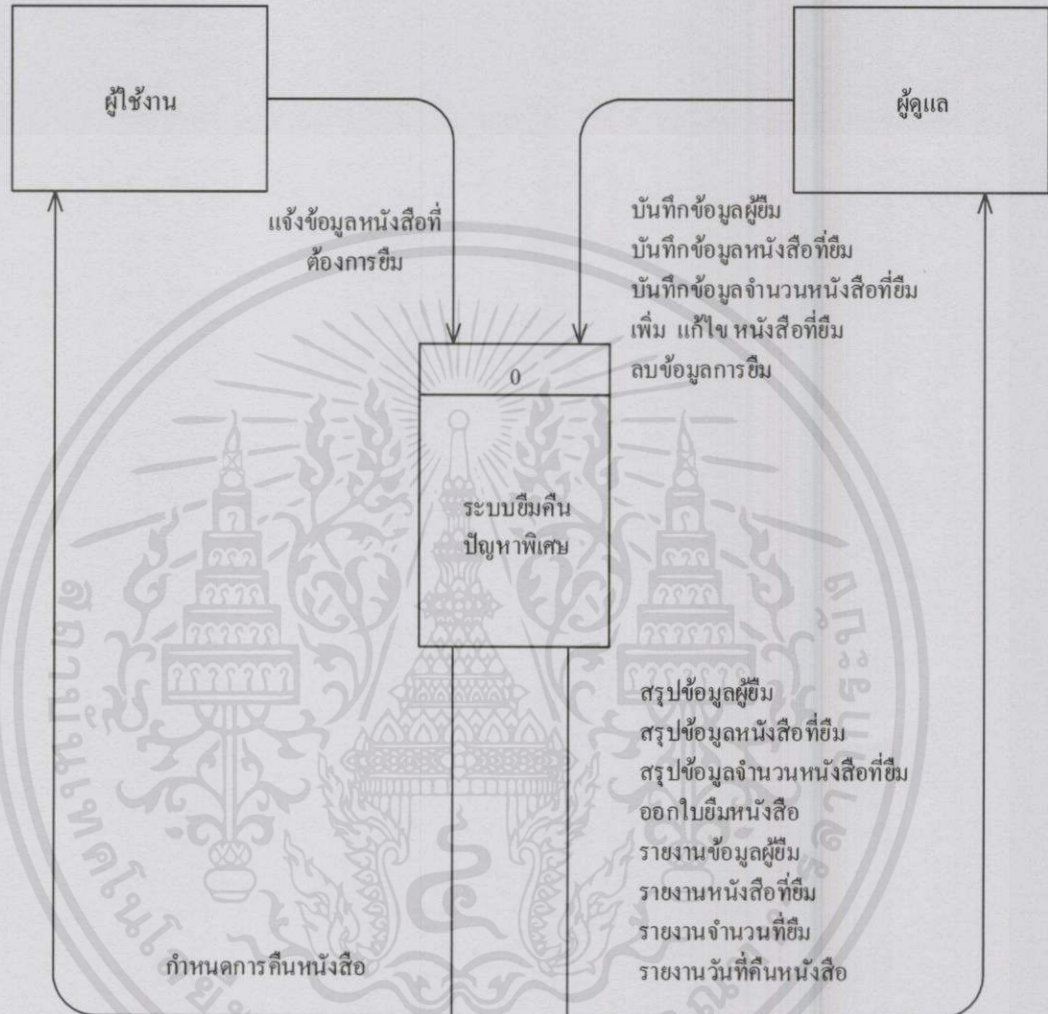 ผู้ใช้งาน
ผู้ดูแล
แจ้งข้อมูลหนังสือที่
ต้องการยืม
บันทึกข้อมูลผู้ยืม
บันทึกข้อมูลหนังสือที่ยืม
บันทึกข้อมูลจำนวนหนังสือที่ยืม
เพิ่ม แก้ไข หนังสือที่ยืม
ลบข้อมูลการยืม
0
ระบบยืมคืน
ปัญหาพิเศษ
สรุปข้อมูลผู้ยืม
สรุปข้อมูลหนังสือที่ยืม
สรุปข้อมูลจำนวนหนังสือที่ยืม
ออกใบยืมหนังสือ
รายงานข้อมูลผู้ยืม
รายงานหนังสือที่ยืม
รายงานจำนวนที่ยืม
รายงานวันที่คืนหนังสือ
กำหนดการคืนหนังสือ